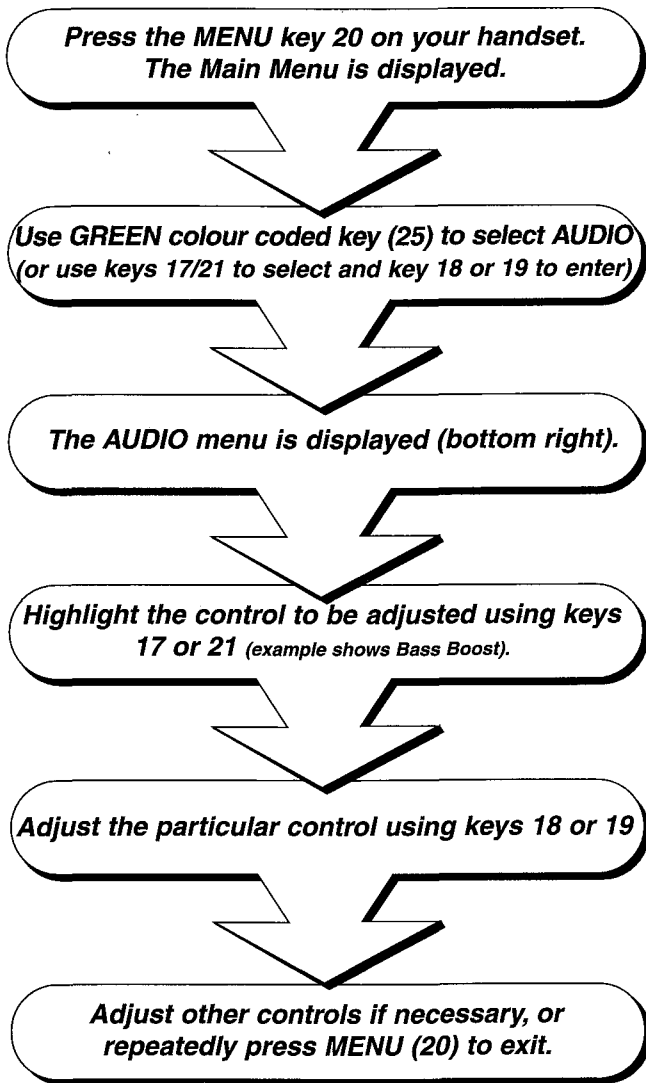 Press the MENU key 20 on your handset.
The Main Menu is displayed.
Use GREEN colour coded key (25) to select AUDIO
(or use keys 17/21 to select and key 18 or 19 to enter)
The AUDIO menu is displayed (bottom right).
Highlight the control to be adjusted using keys
17 or 21 (example shows Bass Boost).
Adjust the particular control using keys 18 or 19
Adjust other controls if necessary, or
repeatedly press MENU (20) to exit.